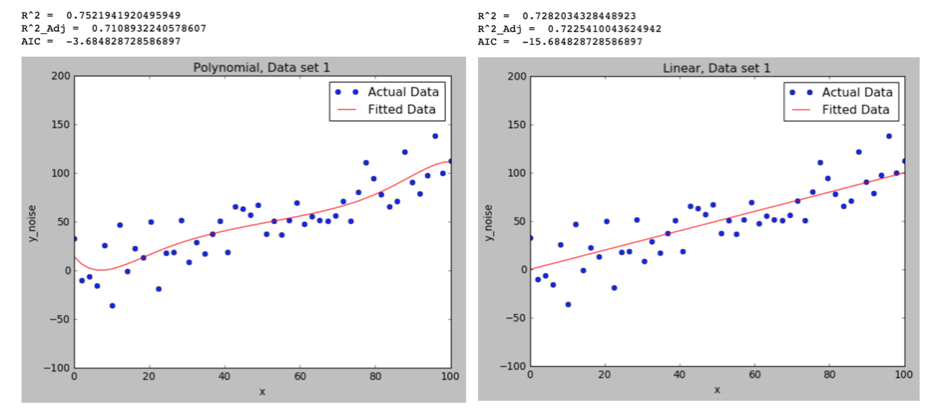 R^2 = 0.7521941920495949
R^2_Adj = 0.7108932240578607
AIC = -3.684828728586897
Polynomial, Data set 1
Actual Data
Fitted Data
200
150
100
50
0
−50
−100
y_noise
0 20 40 60 80 100
x
R^2 = 0.7282034328448923
R^2_Adj = 0.7225410043624942
AIC = -15.684828728586897
Linear, Data set 1
Actual Data
Fitted Data
200
150
100
50
0
−50
−100
y_noise
0 20 40 60 80 100
x